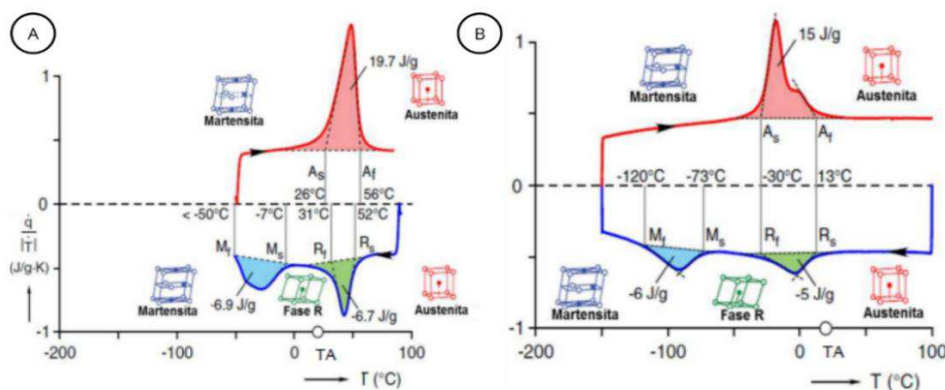 A
1
0
-1
q̇
|Ṫ|
(J/g·K)
19.7 J/g
Martensita
Austenita
As
Af
26°C
56°C
< -50°C
-7°C
31°C
52°C
Mf
Ms
Rf
Rs
-6.9 J/g
-6.7 J/g
Martensita
Fase R
Austenita
-200
-100
0
TA
100
T (°C)
B
1
0
-1
15 J/g
Martensita
Austenita
As
Af
-120°C
-73°C
-30°C
13°C
Mf
Ms
Rf
Rs
-6 J/g
-5 J/g
Martensita
Fase R
Austenita
-200
-100
0
TA
100
T (°C)